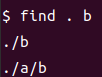 $ find . b
./b
./a/b